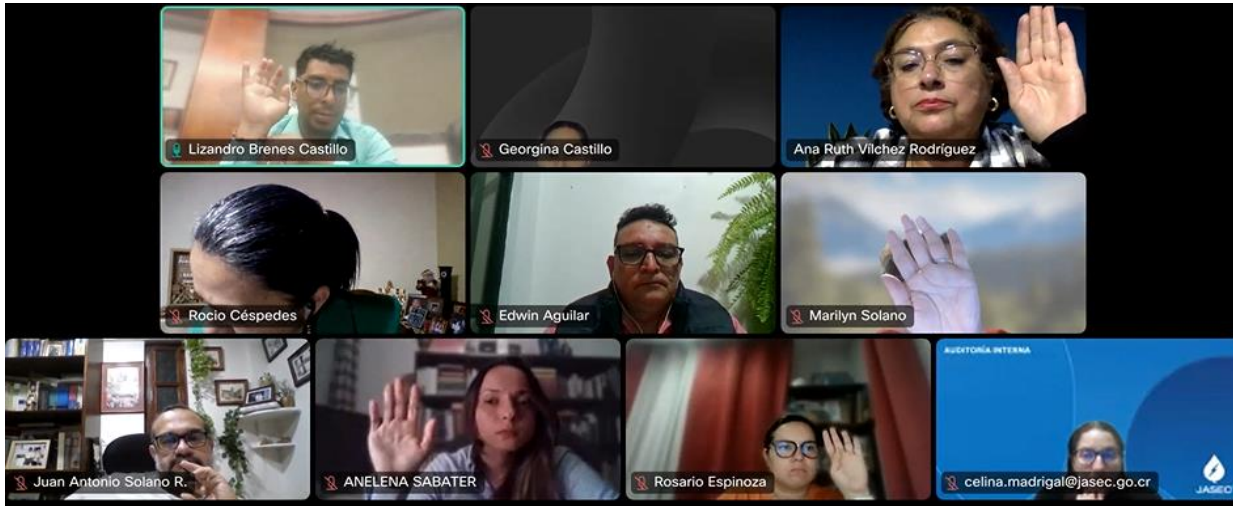 Lizandro Brenes Castillo
Georgina Castillo
Ana Ruth Vílchez Rodríguez
Rocio Céspedes
Edwin Aguilar
Marilyn Solano
Juan Antonio Solano R.
ANELENA SABATER
Rosario Espinoza
AUDITORÍA INTERNA
celina.madrigal@jasec.go.cr
JASEC